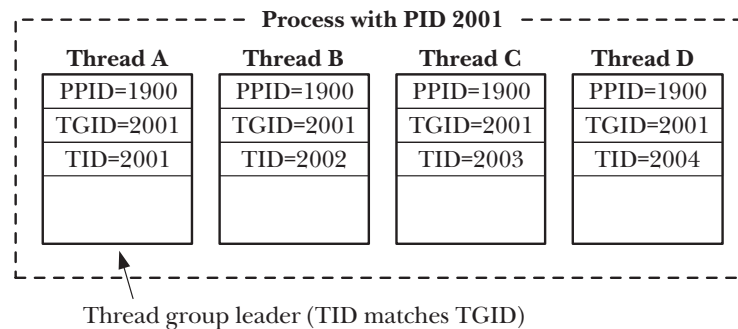 Process with PID 2001
Thread A Thread B Thread C Thread D
PPID=1900 PPID=1900 PPID=1900 PPID=1900
TGID=2001 TGID=2001 TGID=2001 TGID=2001
TID=2001 TID=2002 TID=2003 TID=2004
Thread group leader (TID matches TGID)